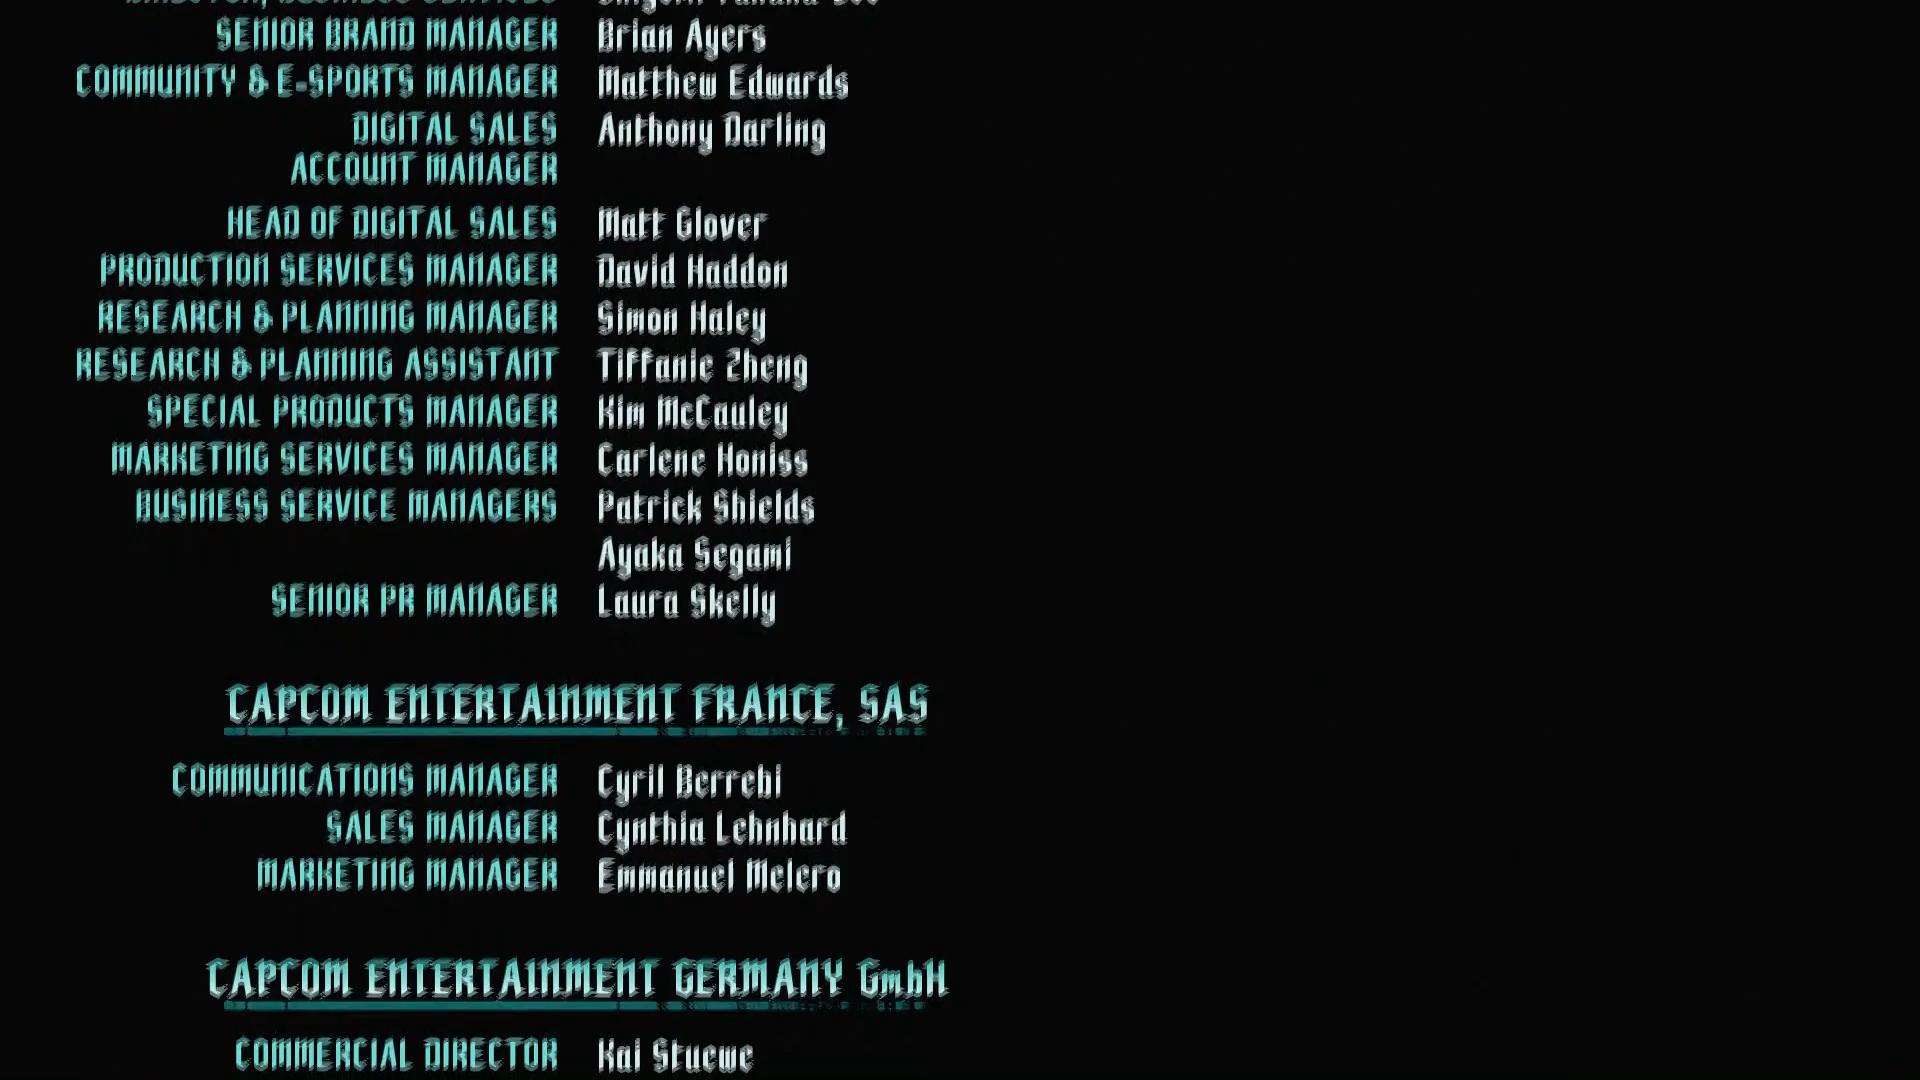 SENIOR BRAND MANAGER Brian Ayers
COMMUNITY & E-SPORTS MANAGER Matthew Edwards
DIGITAL SALES Anthony Darling
ACCOUNT MANAGER
HEAD OF DIGITAL SALES Matt Glover
PRODUCTION SERVICES MANAGER David Haddon
RESEARCH & PLANNING MANAGER Simon Haley
RESEARCH & PLANNING ASSISTANT Tiffanie Zheng
SPECIAL PRODUCTS MANAGER Kim McCauley
MARKETING SERVICES MANAGER Carlene Honiss
BUSINESS SERVICE MANAGERS Patrick Shields
Ayaka Segami
SENIOR PR MANAGER Laura Skelly
CAPCOM ENTERTAINMENT FRANCE, SAS
COMMUNICATIONS MANAGER Cyril Berrebi
SALES MANAGER Cynthia Lehnhard
MARKETING MANAGER Emmanuel Melero
CAPCOM ENTERTAINMENT GERMANY GmbH
COMMERCIAL DIRECTOR Kai Stuewe